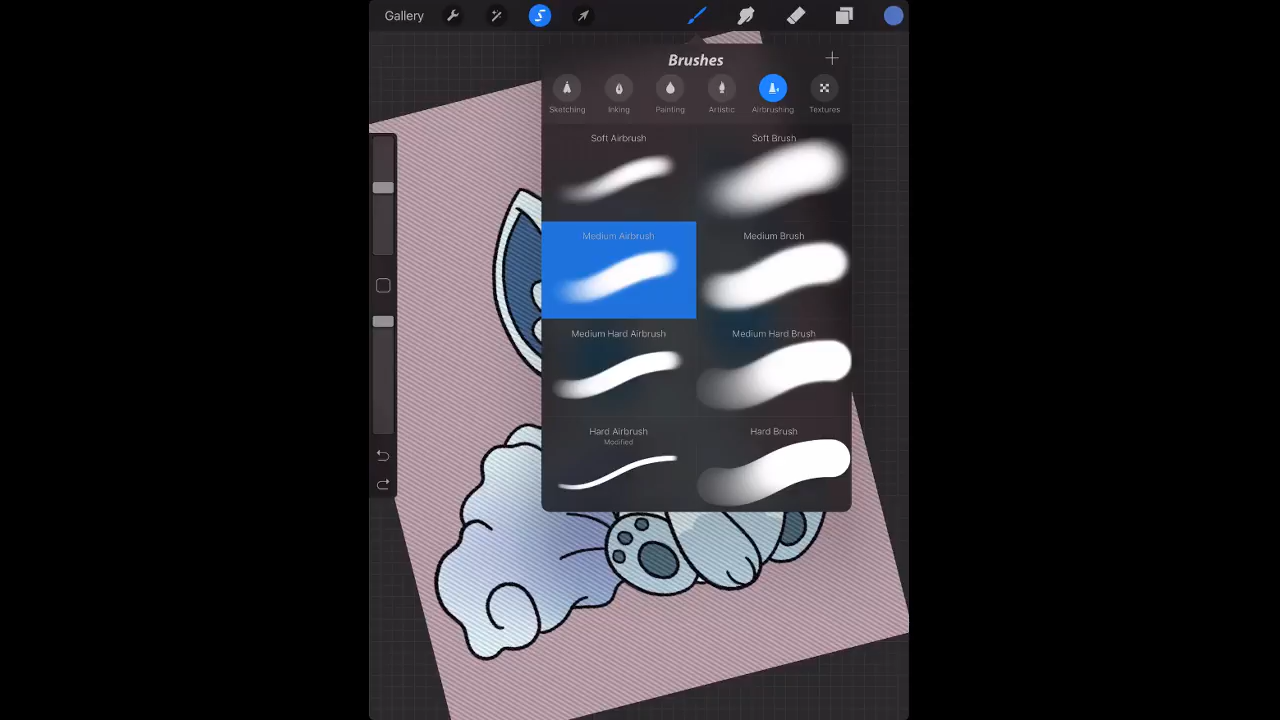 Gallery
Brushes
Sketching Inking Painting Artistic Airbrushing Textures
Soft Airbrush Soft Brush
Medium Airbrush Medium Brush
Medium Hard Airbrush Medium Hard Brush
Hard Airbrush Hard Brush
Modified